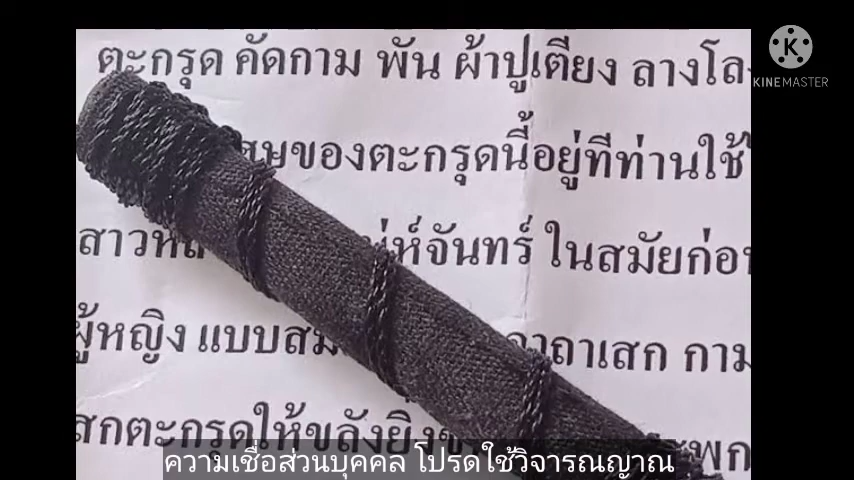 ตะกรุด คัดกาม พัน ผ้าปูเตียง ลางโล
KINEMASTER
ของตะกรุดนี้อยู่ที่ท่านใช้
สาว จันทร์ ในสมัยก่อ
ผู้หญิง แบบ คาถาเสก กาม
สกตะกรุดให้ขลังยิ่ง
ความเชื่อส่วนบุคคล โปรดใช้วิจารณญาณ